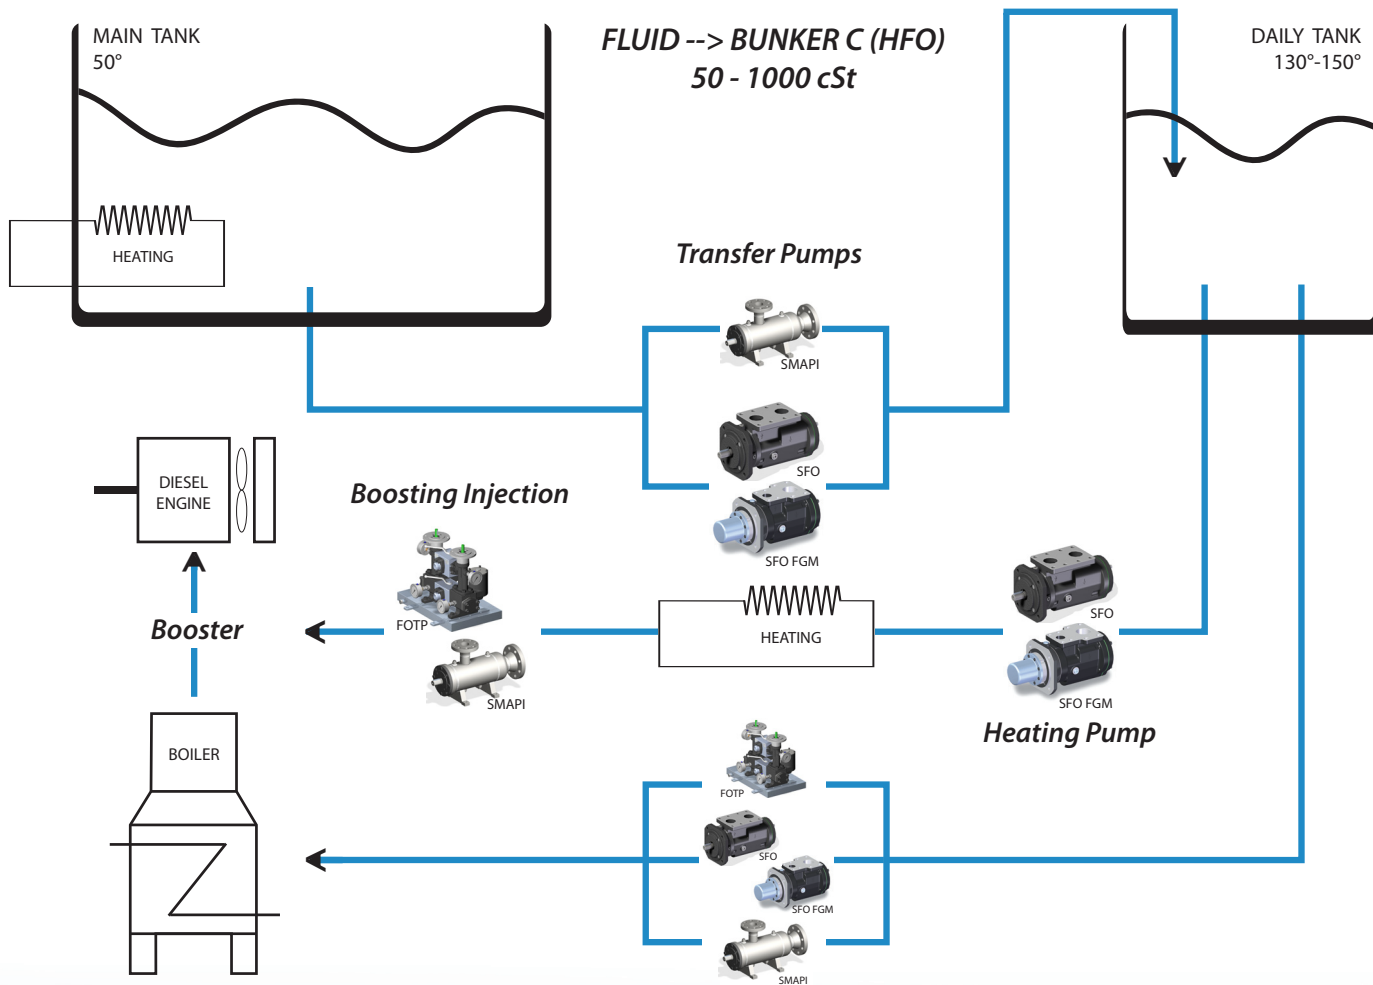 MAIN TANK
50°
FLUID --> BUNKER C (HFO)
50 - 1000 cSt
DAILY TANK
130°-150°
HEATING
Transfer Pumps
SMAPI
SFO
SFO FGM
DIESEL
ENGINE
Boosting Injection
FOTP
SMAPI
HEATING
SFO
SFO FGM
Heating Pump
Booster
BOILER
FOTP
SFO
SFO FGM
SMAPI